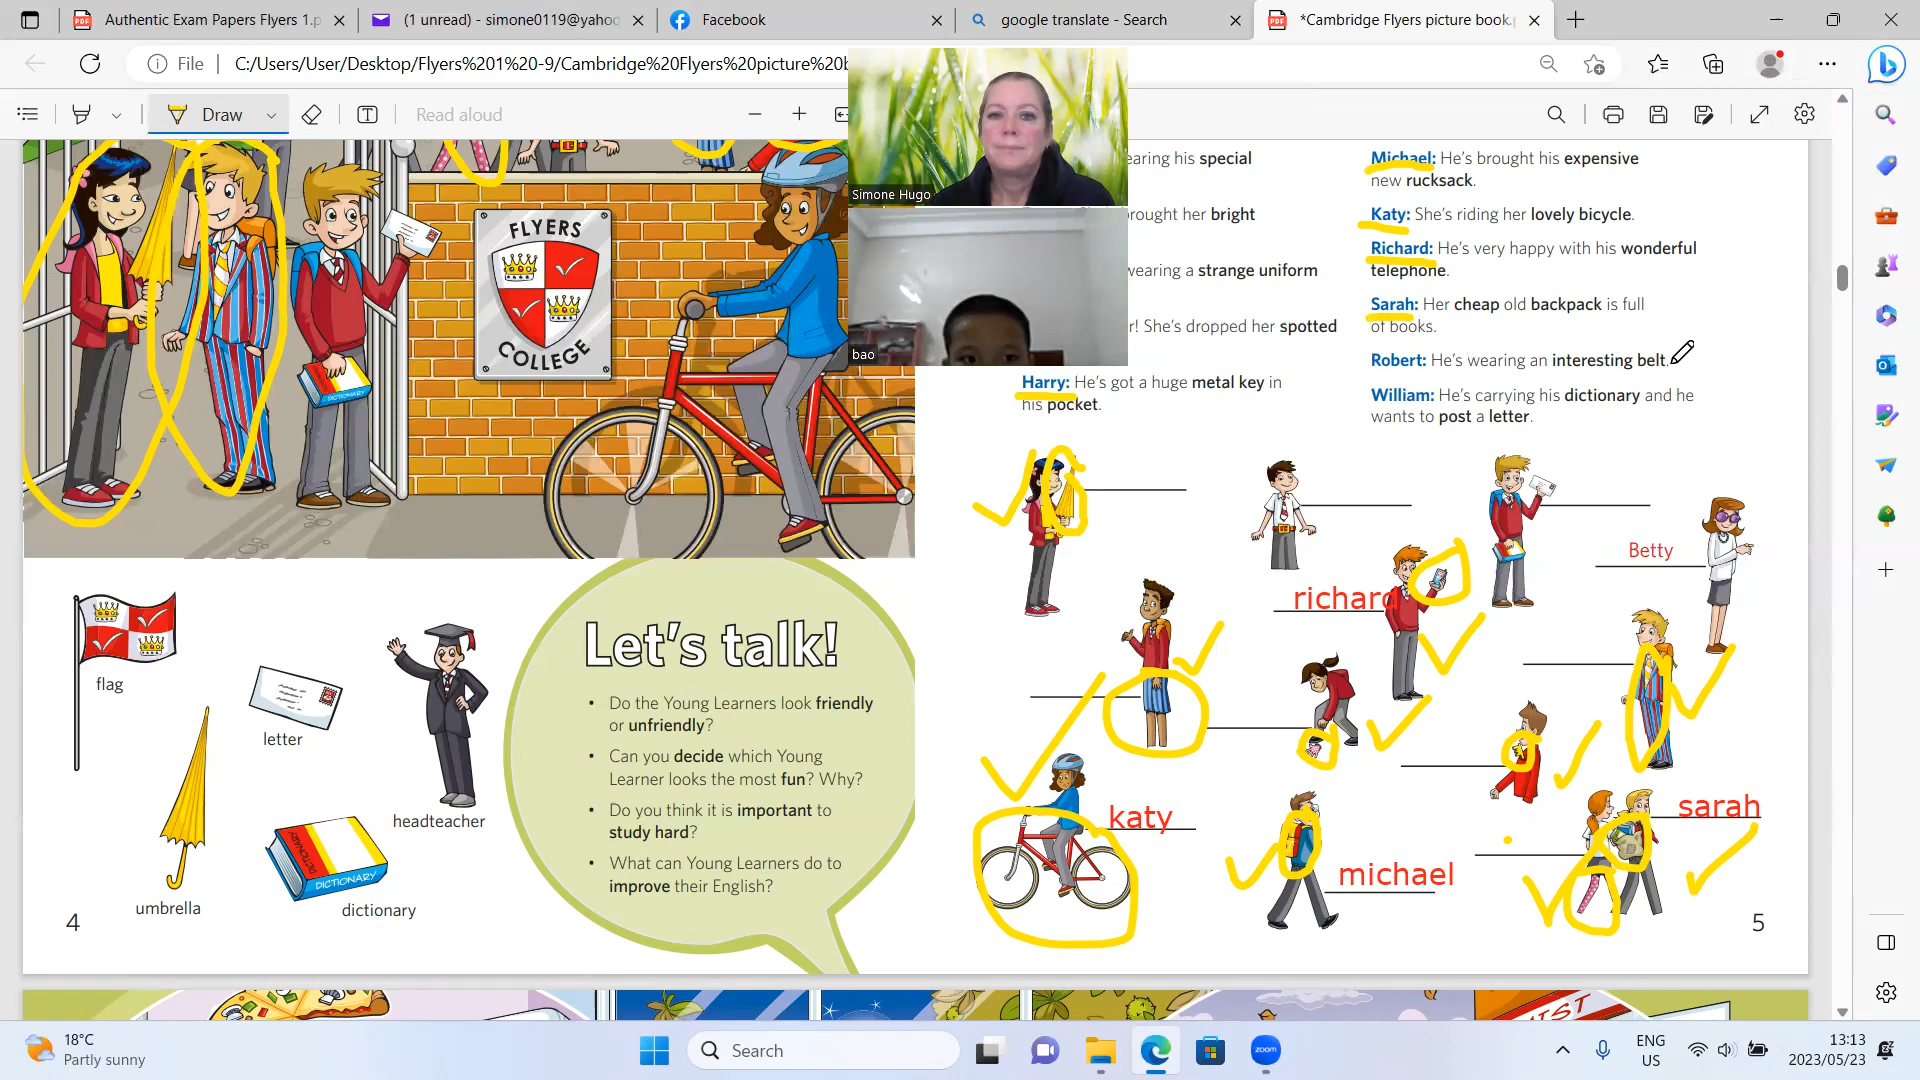 Authentic Exam Papers Flyers 1.p
(1 unread) - simone0119@yahoo
Facebook
google translate - Search
*Cambridge Flyers picture book.p
File
C:/Users/User/Desktop/Flyers%201%20-9/Cambridge%20Flyers%20picture%20b
Draw
Read aloud
Simone Hugo
bao
FLYERS
COLLEGE
DICTIONARY
earing his special
brought her bright
wearing a strange uniform
r! She's dropped her spotted
Harry: He's got a huge metal key in
his pocket.
Michael: He's brought his expensive
new rucksack.
Katy: She's riding her lovely bicycle.
Richard: He's very happy with his wonderful
telephone.
Sarah: Her cheap old backpack is full
of books.
Robert: He's wearing an interesting belt.
William: He's carrying his dictionary and he
wants to post a letter.
Betty
richard
katy
sarah
michael
flag
letter
umbrella
headteacher
DICTIONARY
DICTIONARY
dictionary
Let's talk!
• Do the Young Learners look friendly
or unfriendly?
• Can you decide which Young
Learner looks the most fun? Why?
• Do you think it is important to
study hard?
• What can Young Learners do to
improve their English?
4
5
18°C
Partly sunny
Search
zoom
ENG
US
13:13
2023/05/23